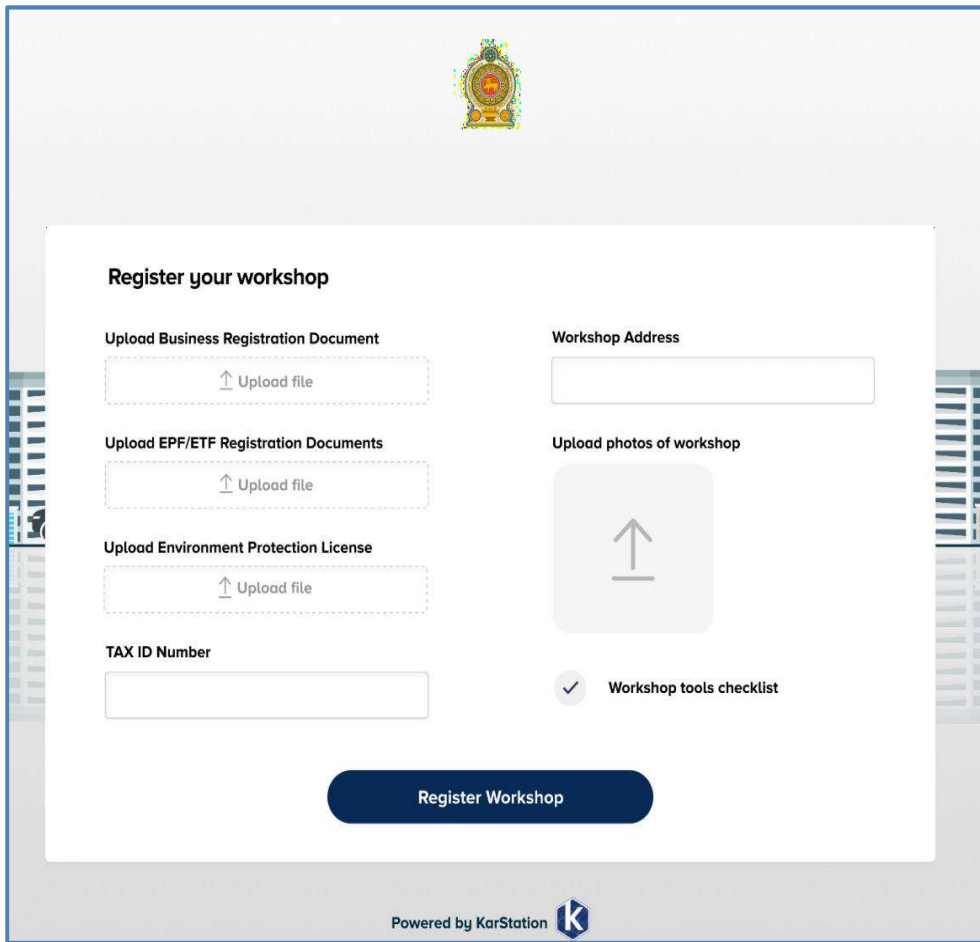 Register your workshop
Upload Business Registration Document
Upload file
Upload EPF/ETF Registration Documents
Upload file
Upload Environment Protection License
Upload file
TAX ID Number
Workshop Address
Upload photos of workshop
Workshop tools checklist
Register Workshop
Powered by KarStation K